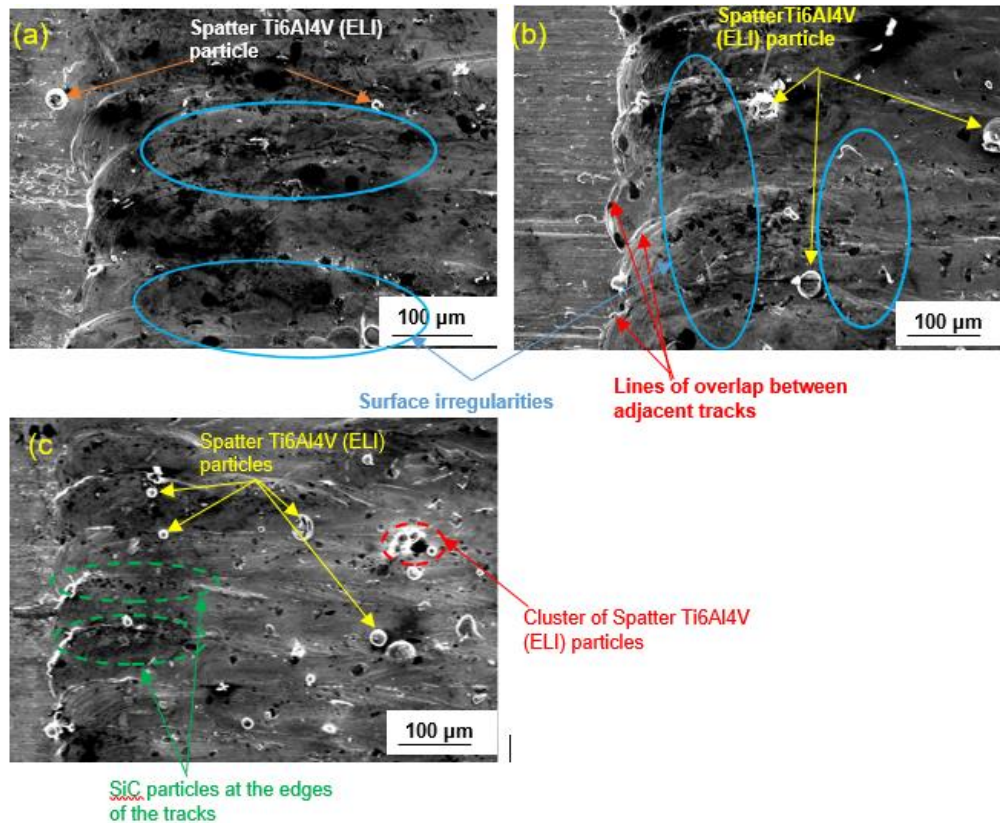 (a)
Spatter Ti6Al4V (ELI)
particle
100 µm
(b)
SpatterTi6Al4V
(ELI) particle
100 µm
Surface irregularities
Lines of overlap between
adjacent tracks
(c
Spatter Ti6Al4V (ELI)
particles
100 µm
Cluster of Spatter Ti6Al4V
(ELI) particles
SiC particles at the edges
of the tracks